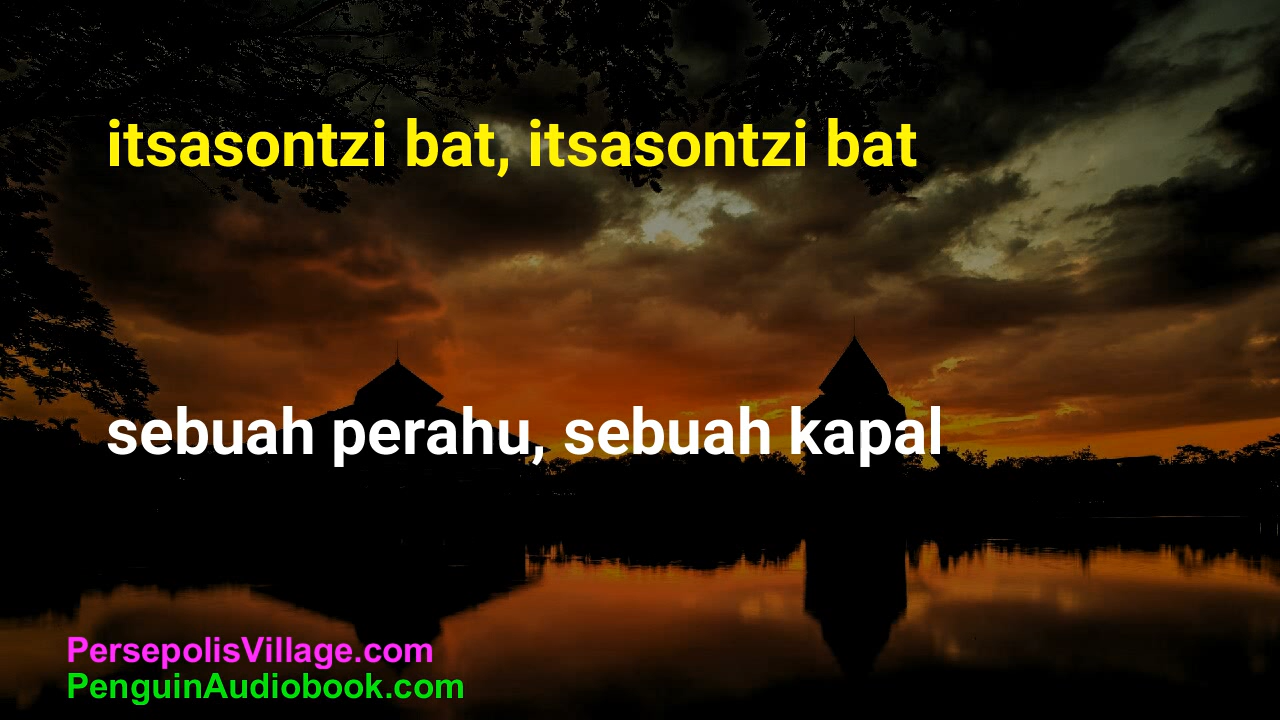 itsasontzi bat, itsasontzi bat
sebuah perahu, sebuah kapal
PersepolisVillage.com
PenguinAudiobook.com